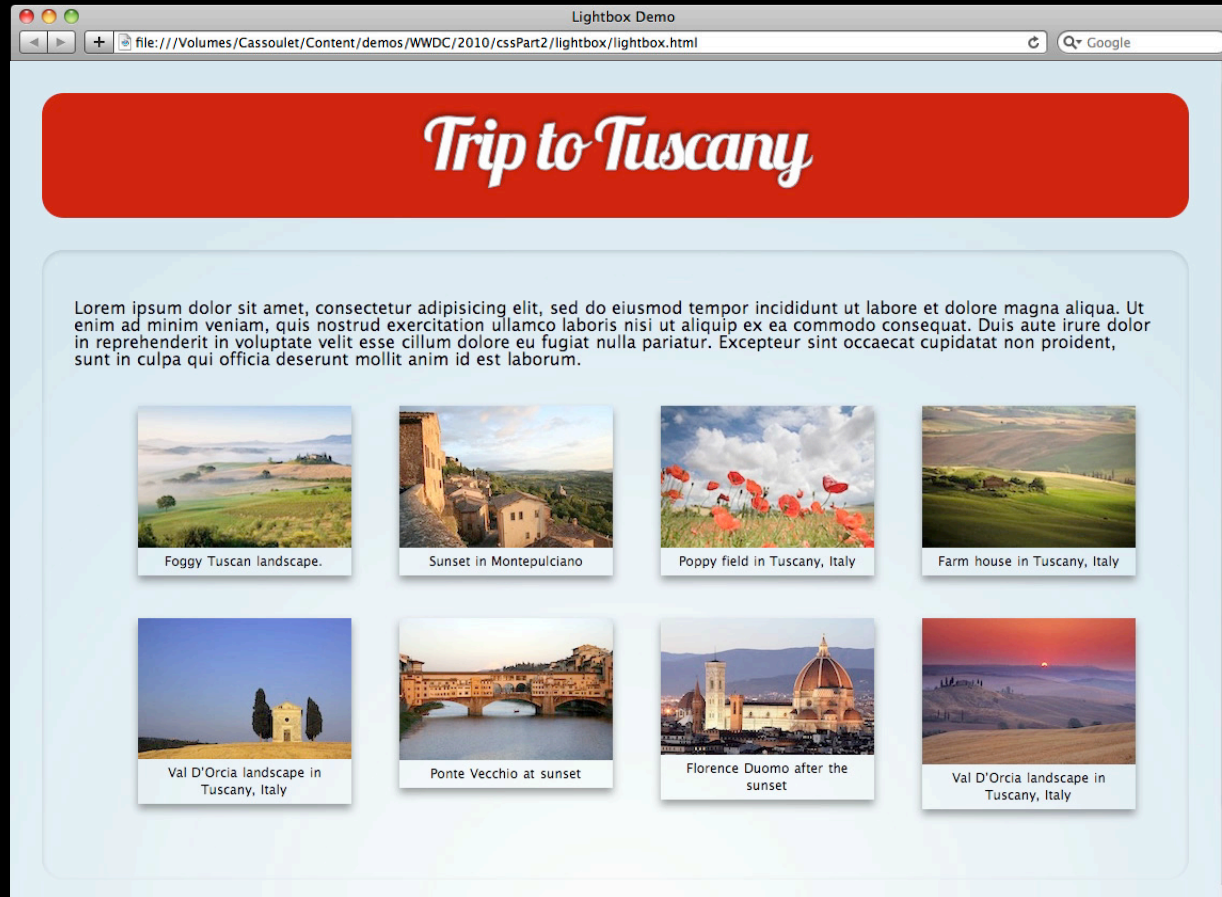 Lightbox Demo
file:///Volumes/Cassoulet/Content/demos/WWDC/2010/cssPart2/lightbox/lightbox.html
Google
Trip to Tuscany
Lorem ipsum dolor sit amet, consectetur adipisicing elit, sed do eiusmod tempor incididunt ut labore et dolore magna aliqua. Ut
enim ad minim veniam, quis nostrud exercitation ullamco laboris nisi ut aliquip ex ea commodo consequat. Duis aute irure dolor
in reprehenderit in voluptate velit esse cillum dolore eu fugiat nulla pariatur. Excepteur sint occaecat cupidatat non proident,
sunt in culpa qui officia deserunt mollit anim id est laborum.
Foggy Tuscan landscape.
Sunset in Montepulciano
Poppy field in Tuscany, Italy
Farm house in Tuscany, Italy
Val D'Orcia landscape in
Tuscany, Italy
Ponte Vecchio at sunset
Florence Duomo after the
sunset
Val D'Orcia landscape in
Tuscany, Italy